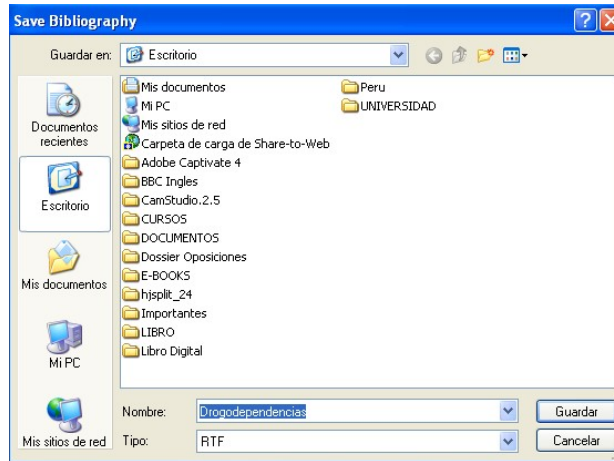 Save Bibliography
Guardar en: Escritorio
Documentos
recientes
Escritorio
Mis documentos
Mi PC
Mis sitios de red
Mis documentos
Mi PC
Mis sitios de red
Carpeta de carga de Share-to-Web
Adobe Captivate 4
BBC Ingles
CamStudio.2.5
CURSOS
DOCUMENTOS
Dossier Oposiciones
E-BOOKS
hjsplit_24
Importantes
LIBRO
Libro Digital
Peru
UNIVERSIDAD
Nombre: Drogodependencias Guardar
Tipo: RTF Cancelar